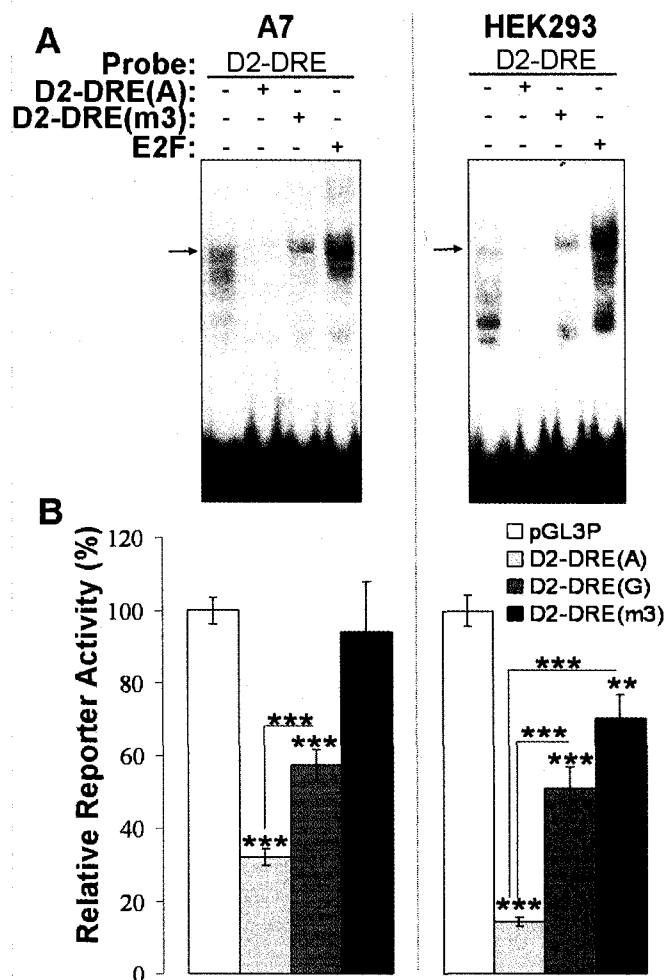 A
A7
HEK293
Probe: D2-DRE D2-DRE
D2-DRE(A): - + - - - + - -
D2-DRE(m3): - - + - - - + -
E2F: - - - + - - - +
B
Relative Reporter Activity (%)
120
100
80
60
40
20
0
pGL3P
D2-DRE(A)
D2-DRE(G)
D2-DRE(m3)
***
***
***
***
**
***
***
***